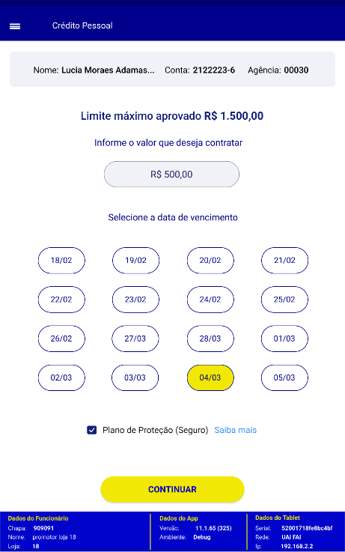 Crédito Pessoal
Nome: Lucia Moraes Adamas... Conta: 2122223-6 Agência: 00030
Limite máximo aprovado R$ 1.500,00
Informe o valor que deseja contratar
R$ 500,00
Selecione a data de vencimento
18/02 19/02 20/02 21/02
22/02 23/02 24/02 25/02
26/02 27/03 28/03 01/03
02/03 03/03 04/03 05/03
Plano de Proteção (Seguro) Saiba mais
CONTINUAR
Dados do Funcionário Dados do App Dados do Tablet
Chapa: 909091 Versão: 11.1.65 (325) Serial: 52001718fe8bc4bf
Nome: promotor loja 18 Ambiente: Debug Rede: UAI FAI
Loja: 18 Ip: 192.168.2.2